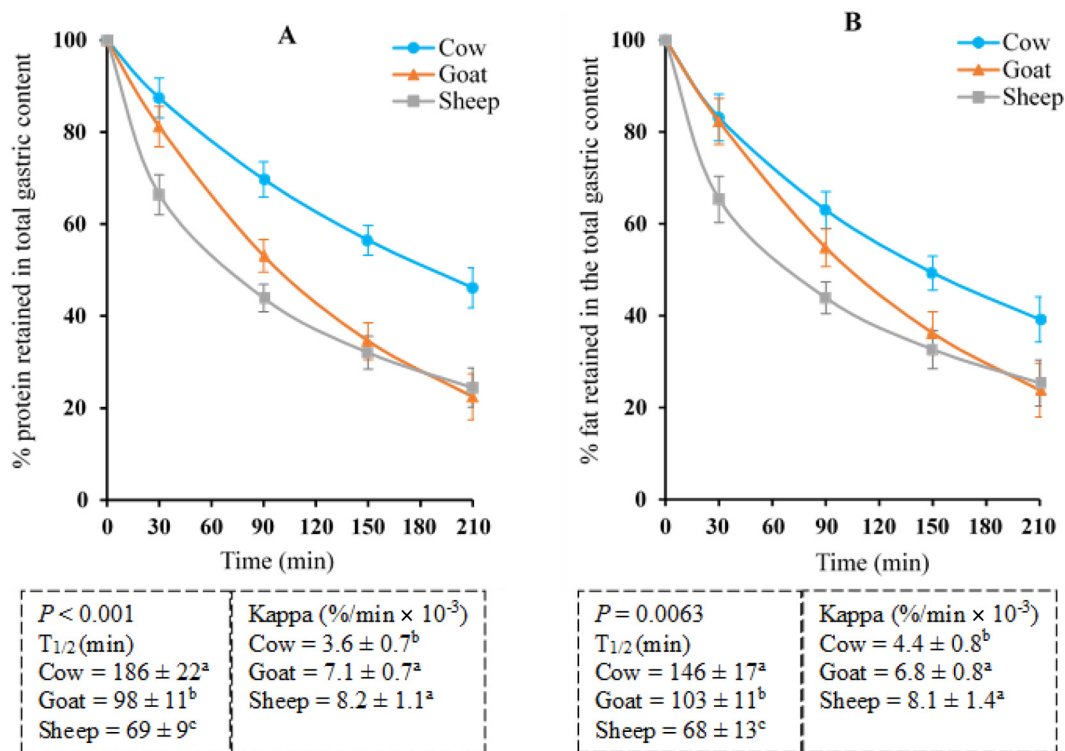 A
% protein retained in total gastric content
100
80
60
40
20
0
Cow
Goat
Sheep
0 30 60 90 120 150 180 210
Time (min)
P < 0.001
T1/2 (min)
Cow = 186 ± 22ᵃ
Goat = 98 ± 11ᵇ
Sheep = 69 ± 9ᶜ
Kappa (%/min × 10⁻³)
Cow = 3.6 ± 0.7ᵇ
Goat = 7.1 ± 0.7ᵃ
Sheep = 8.2 ± 1.1ᵃ
B
% fat retained in the total gastric content
100
80
60
40
20
0
Cow
Goat
Sheep
0 30 60 90 120 150 180 210
Time (min)
P = 0.0063
T1/2 (min)
Cow = 146 ± 17ᵃ
Goat = 103 ± 11ᵇ
Sheep = 68 ± 13ᶜ
Kappa (%/min × 10⁻³)
Cow = 4.4 ± 0.8ᵇ
Goat = 6.8 ± 0.8ᵃ
Sheep = 8.1 ± 1.4ᵃ